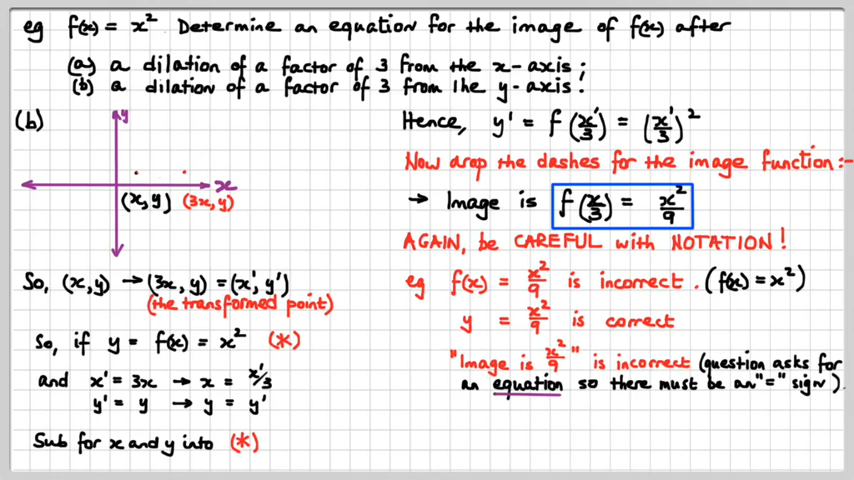 eg f(x) = x² Determine an equation for the image of f(x) after
(a) a dilation of a factor of 3 from the x-axis;
(b) a dilation of a factor of 3 from the y-axis.
(b)
y
x
(x, y) (3x, y)
So, (x, y) → (3x, y) = (x', y')
(the transformed point)
So, if y = f(x) = x² (*)
and x' = 3x → x = x'/3
y' = y → y = y'
Sub for x and y into (*)
Hence, y' = f(x'/3) = (x'/3)²
Now drop the dashes for the image function:-
→ Image is f(x/3) = x²/9
AGAIN, be CAREFUL with NOTATION!
eg f(x) = x²/9 is incorrect. (f(x) = x²)
y = x²/9 is correct
"Image is x²/9" is incorrect (question asks for
an equation so there must be an "=" sign).